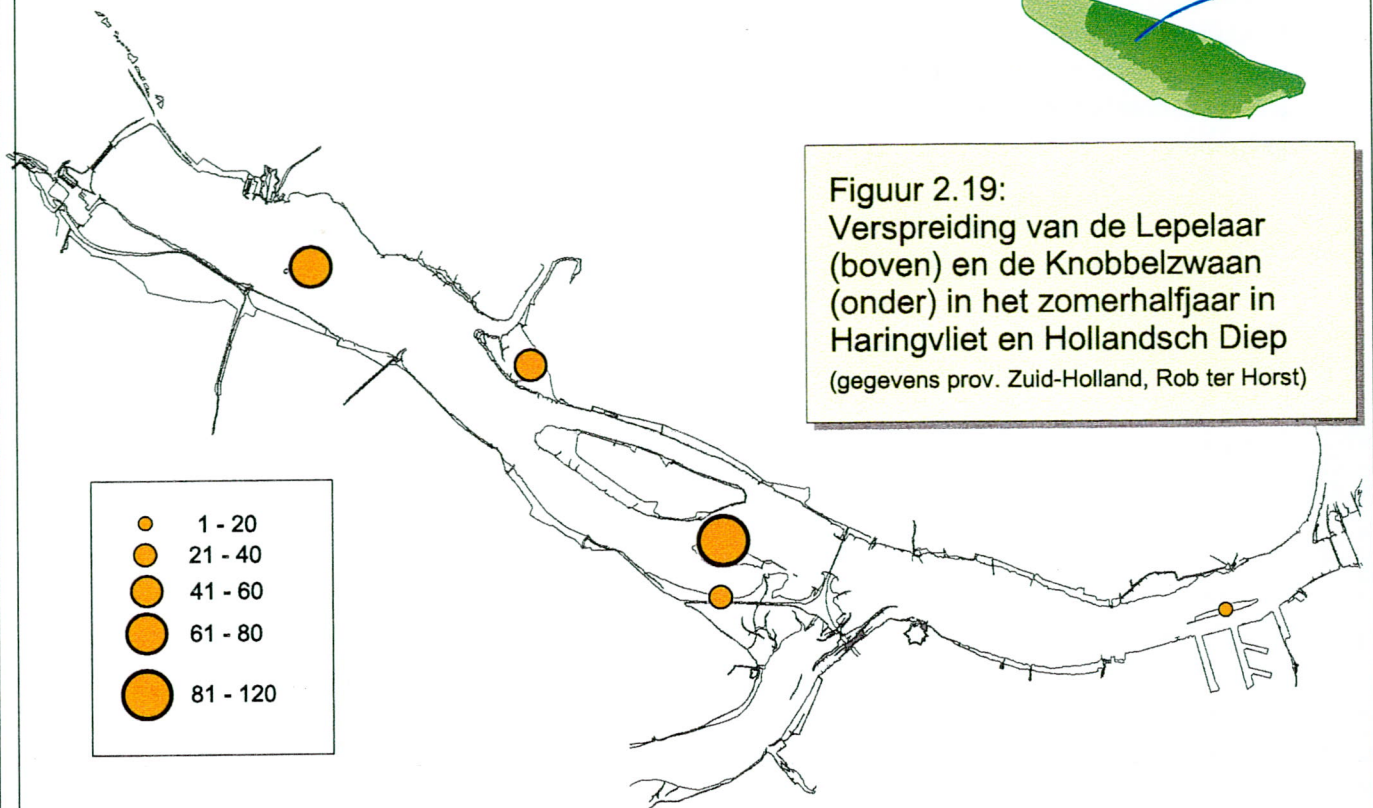 Figuur 2.19:
Verspreiding van de Lepelaar
(boven) en de Knobbelzwaan
(onder) in het zomerhalfjaar in
Haringvliet en Hollandsch Diep
(gegevens prov. Zuid-Holland, Rob ter Horst)
1 - 20
21 - 40
41 - 60
61 - 80
81 - 120